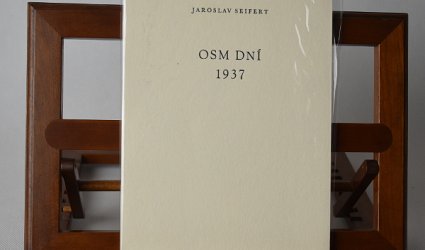 JAROSLAV SEIFERT
OSM DNÍ
1937